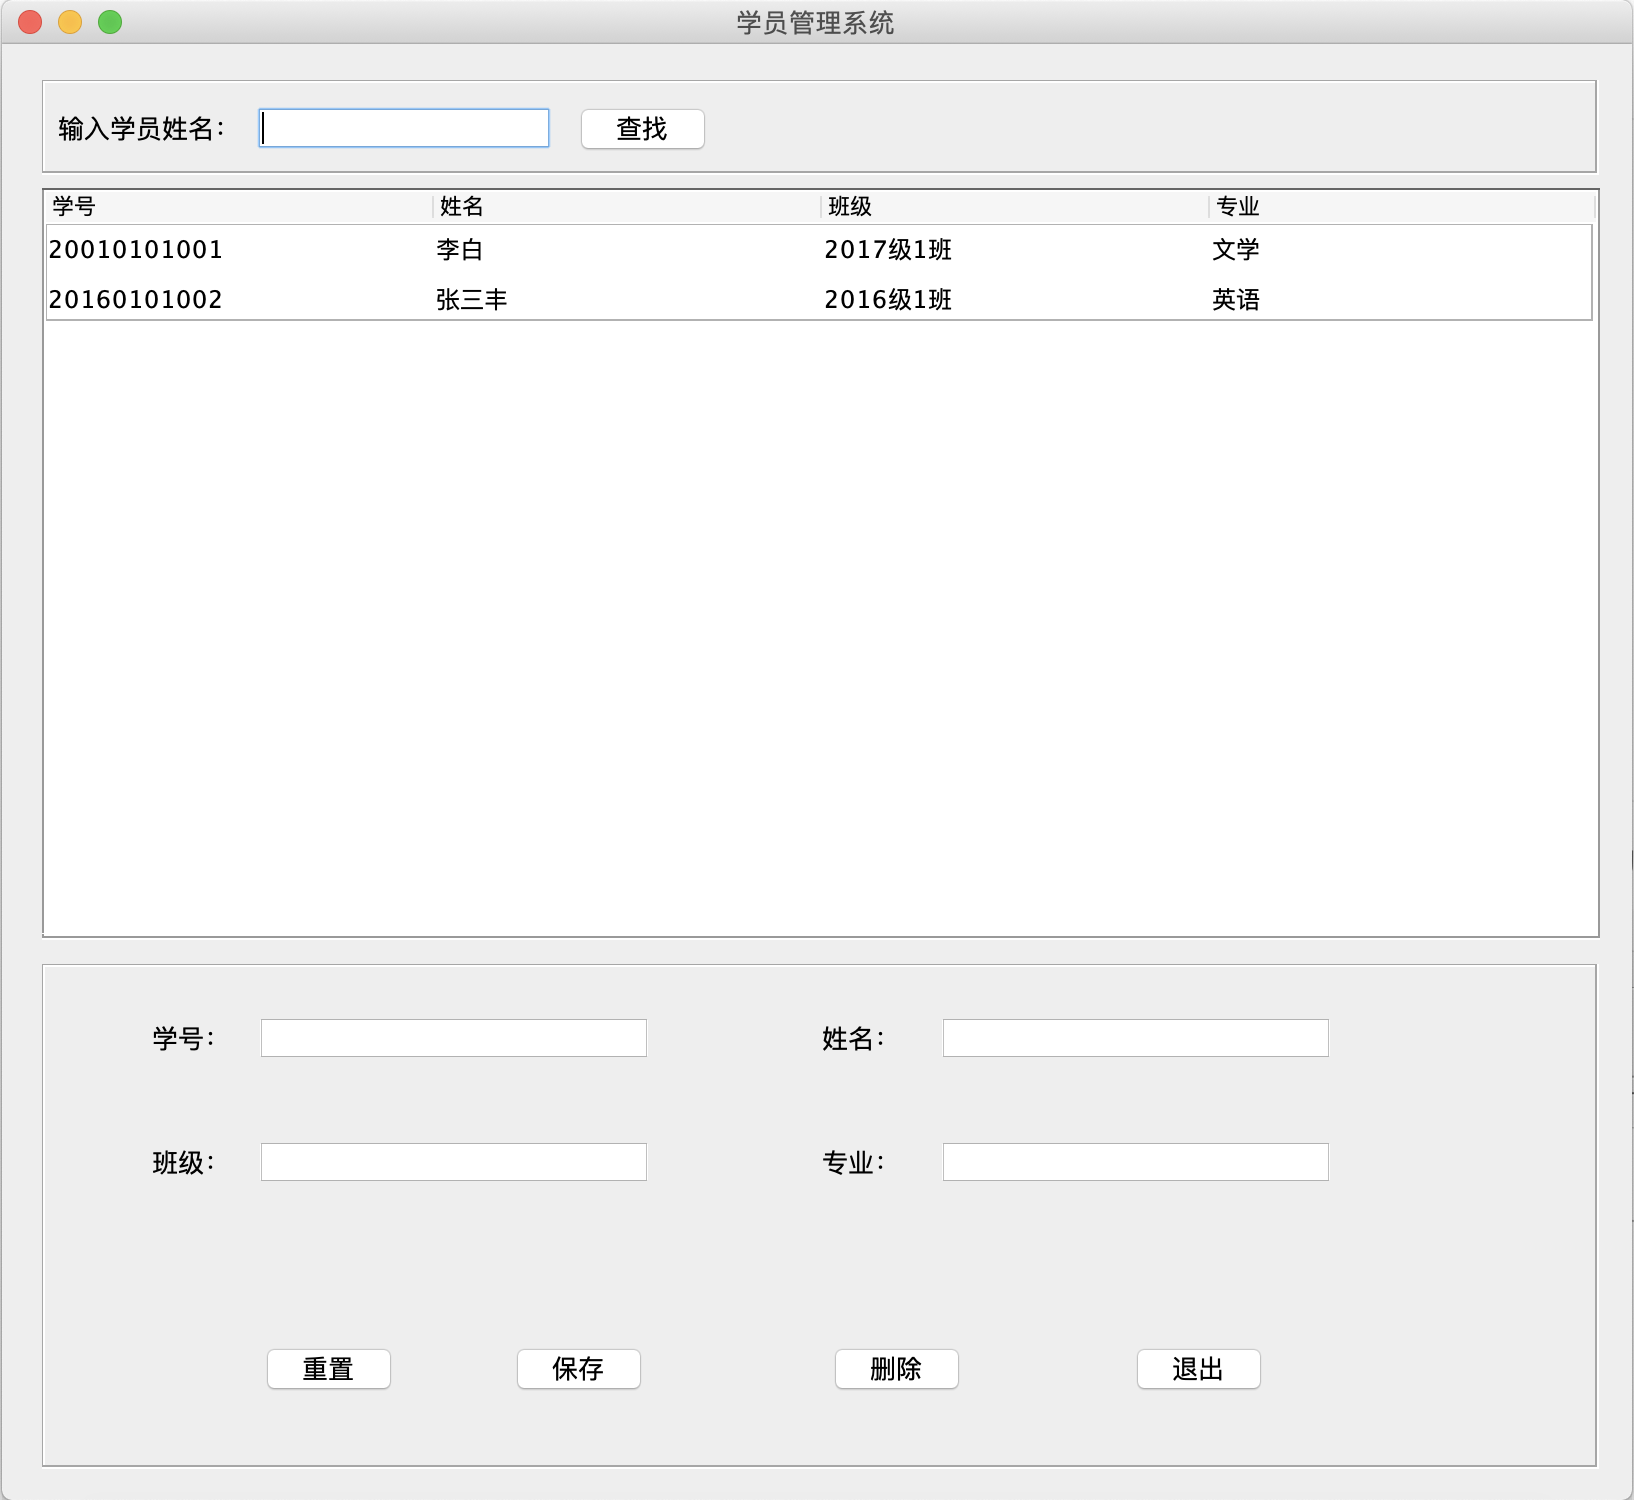 学员管理系统
输入学员姓名： 查找
学号 姓名 班级 专业
20010101001 李白 2017级1班 文学
20160101002 张三丰 2016级1班 英语
学号： 姓名：
班级： 专业：
重置 保存 删除 退出